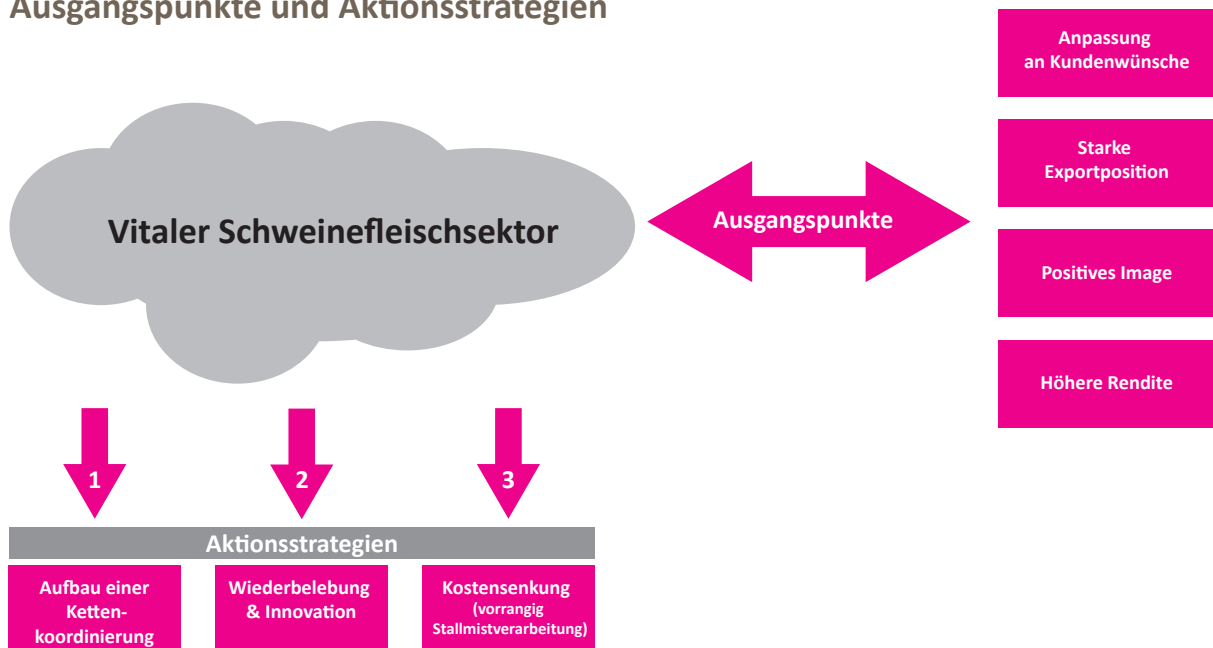 Ausgangspunkte und Aktionsstrategien
Anpassung
an Kundenwünsche
Starke
Exportposition
Vitaler Schweinefleischsektor
Ausgangspunkte
Positives Image
Höhere Rendite
1
2
3
Aktionsstrategien
Aufbau einer
Ketten-
koordinierung
Wiederbelebung
& Innovation
Kostensenkung
(vorrangig
Stallmistverarbeitung)